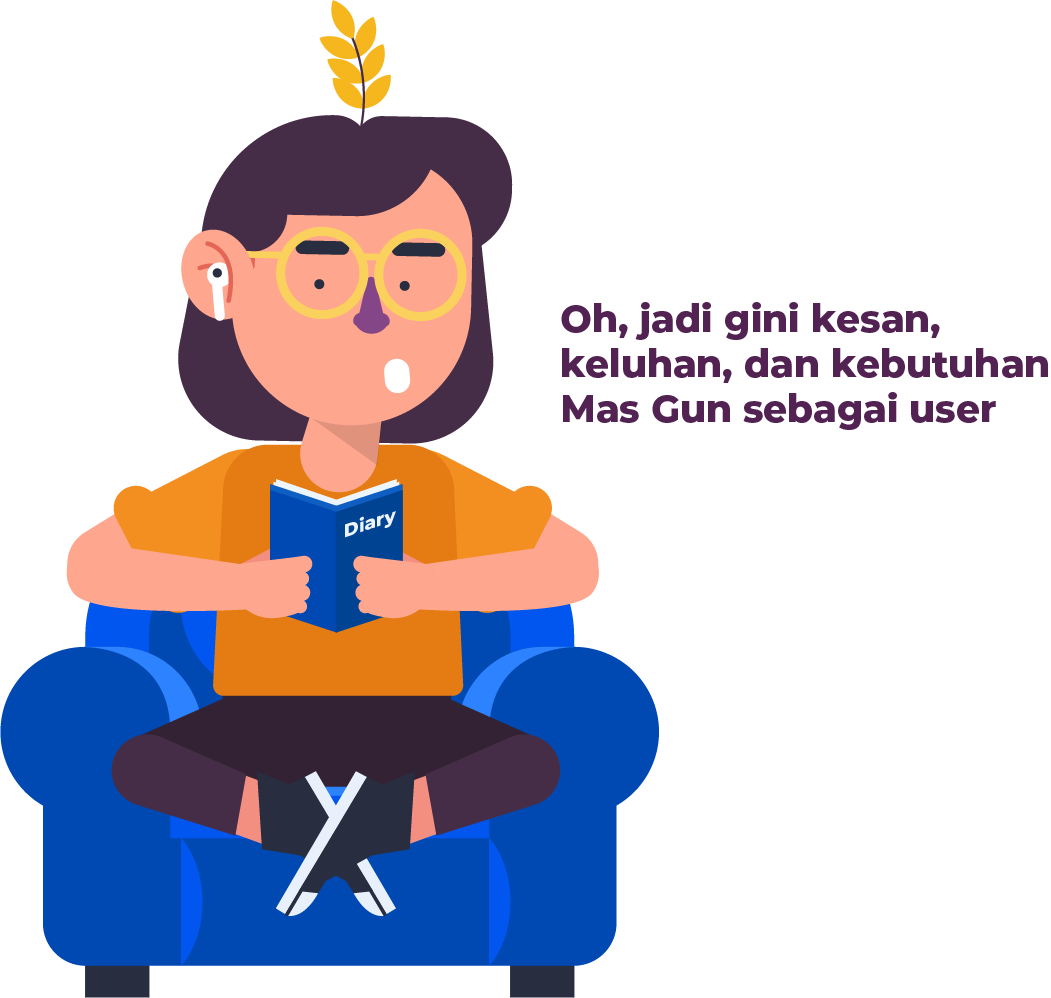 Oh, jadi gini kesan,
keluhan, dan kebutuhan
Mas Gun sebagai user
Diary